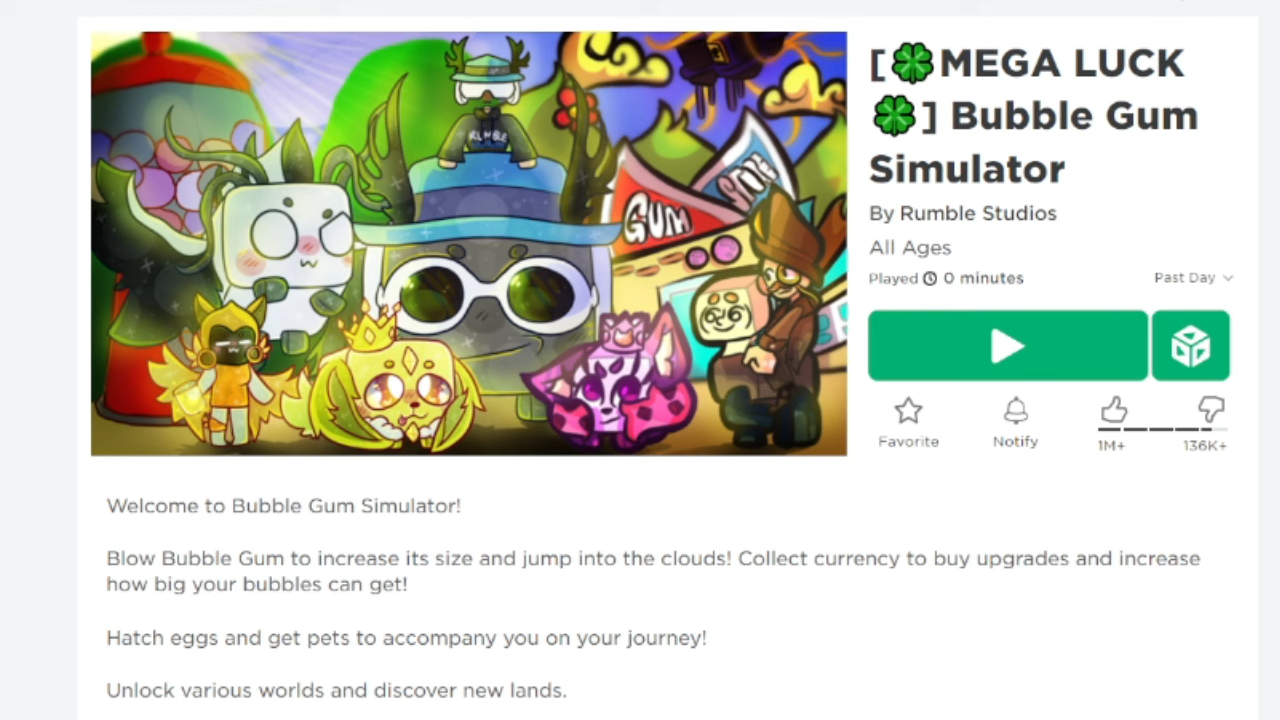 RUMBLE
GUM
[🍀MEGA LUCK
🍀] Bubble Gum
Simulator
By Rumble Studios
All Ages
Played 0 minutes
Past Day
Favorite
Notify
1M+
136K+
Welcome to Bubble Gum Simulator!
Blow Bubble Gum to increase its size and jump into the clouds! Collect currency to buy upgrades and increase
how big your bubbles can get!
Hatch eggs and get pets to accompany you on your journey!
Unlock various worlds and discover new lands.